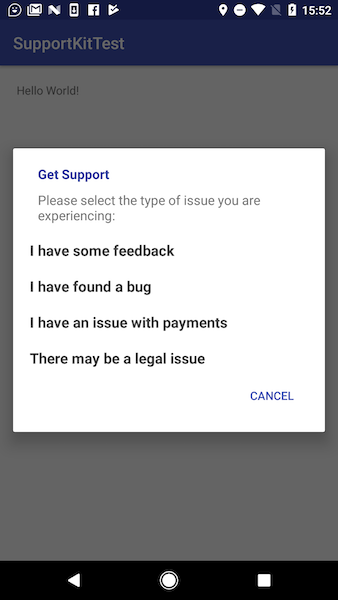 15:52
SupportKitTest
Hello World!
Get Support
Please select the type of issue you are
experiencing:
I have some feedback
I have found a bug
I have an issue with payments
There may be a legal issue
CANCEL